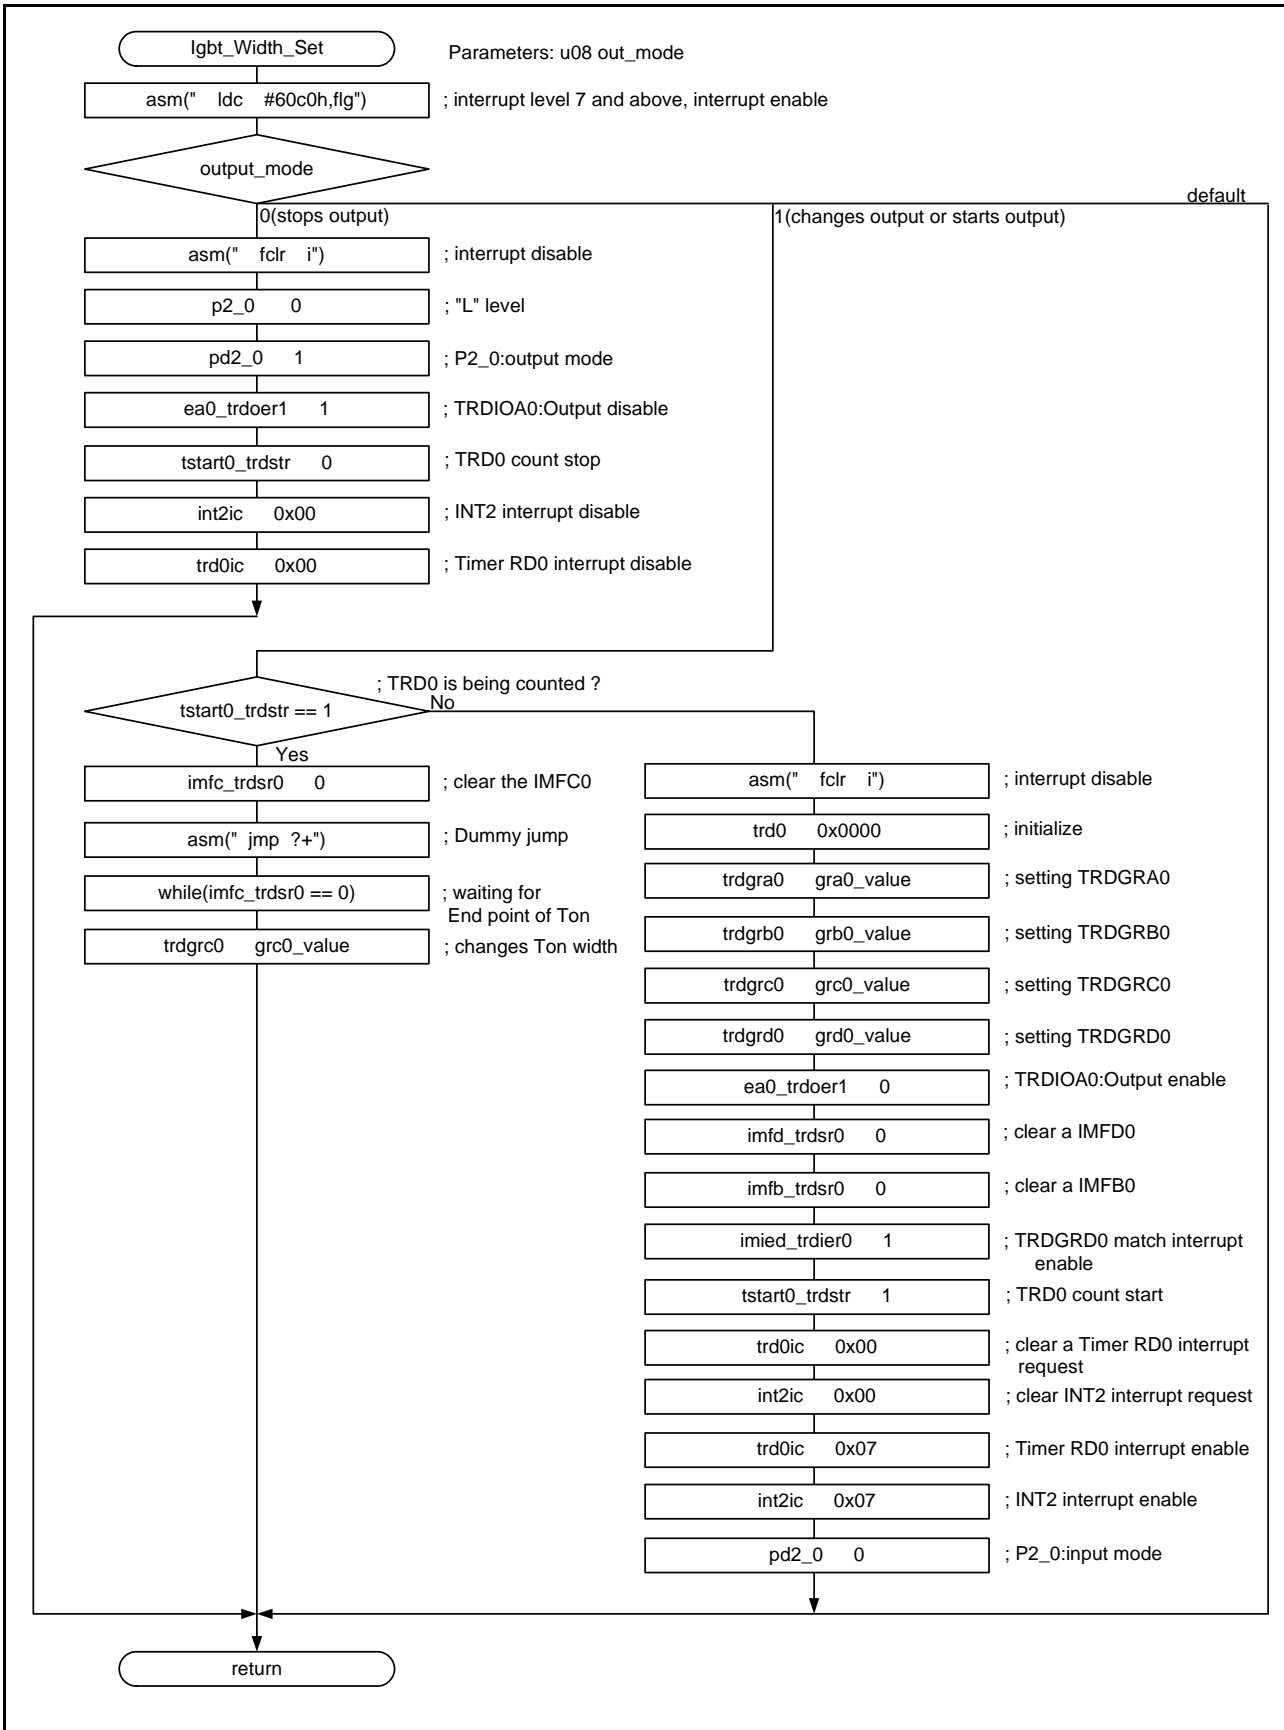 Igbt_Width_Set
Parameters: u08 out_mode
asm(" ldc #60c0h,flg")
; interrupt level 7 and above, interrupt enable
output_mode
default
0(stops output)
1(changes output or starts output)
asm(" fclr i")
; interrupt disable
p2_0 0
; "L" level
pd2_0 1
; P2_0:output mode
ea0_trdoer1 1
; TRDIOA0:Output disable
tstart0_trdstr 0
; TRD0 count stop
int2ic 0x00
; INT2 interrupt disable
trd0ic 0x00
; Timer RD0 interrupt disable
; TRD0 is being counted ?
tstart0_trdstr == 1
No
Yes
imfc_trdsr0 0
; clear the IMFC0
asm(" jmp ?+")
; Dummy jump
while(imfc_trdsr0 == 0)
; waiting for
End point of Ton
trdgrc0 grc0_value
; changes Ton width
asm(" fclr i")
; interrupt disable
trd0 0x0000
; initialize
trdgra0 gra0_value
; setting TRDGRA0
trdgrb0 grb0_value
; setting TRDGRB0
trdgrc0 grc0_value
; setting TRDGRC0
trdgrd0 grd0_value
; setting TRDGRD0
ea0_trdoer1 0
; TRDIOA0:Output enable
imfd_trdsr0 0
; clear a IMFD0
imfb_trdsr0 0
; clear a IMFB0
imied_trdier0 1
; TRDGRD0 match interrupt
enable
tstart0_trdstr 1
; TRD0 count start
trd0ic 0x00
; clear a Timer RD0 interrupt
request
int2ic 0x00
; clear INT2 interrupt request
trd0ic 0x07
; Timer RD0 interrupt enable
int2ic 0x07
; INT2 interrupt enable
pd2_0 0
; P2_0:input mode
return